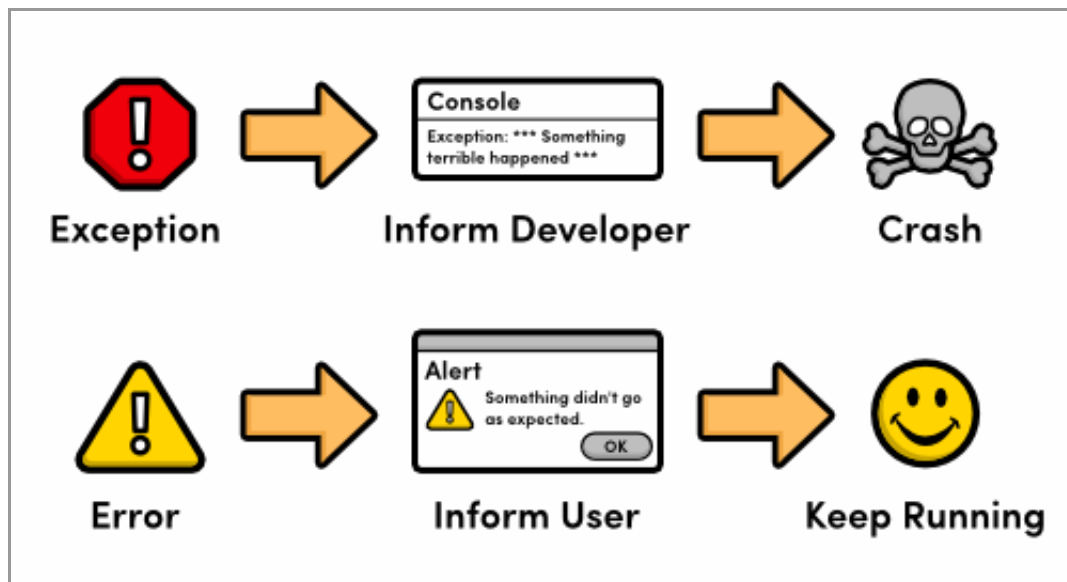 Console
Exception: *** Something
terrible happened ***
Exception
Inform Developer
Crash
Alert
Something didn't go
as expected.
OK
Error
Inform User
Keep Running